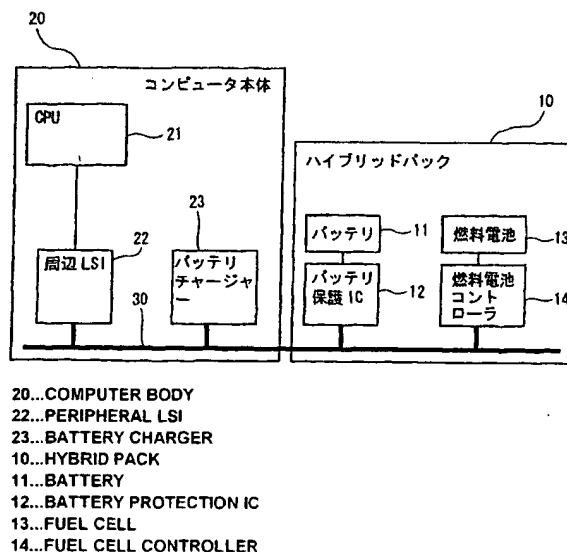 20
コンピュータ本体
CPU
21
10
ハイブリッドパック
23
22
周辺 LSI
バッテリ
チャージャ
ー
11
バッテリ
燃料電池
13
バッテリ
保護 IC
12
燃料電池
コント
ローラ
14
30
20...COMPUTER BODY
22...PERIPHERAL LSI
23...BATTERY CHARGER
10...HYBRID PACK
11...BATTERY
12...BATTERY PROTECTION IC
13...FUEL CELL
14...FUEL CELL CONTROLLER